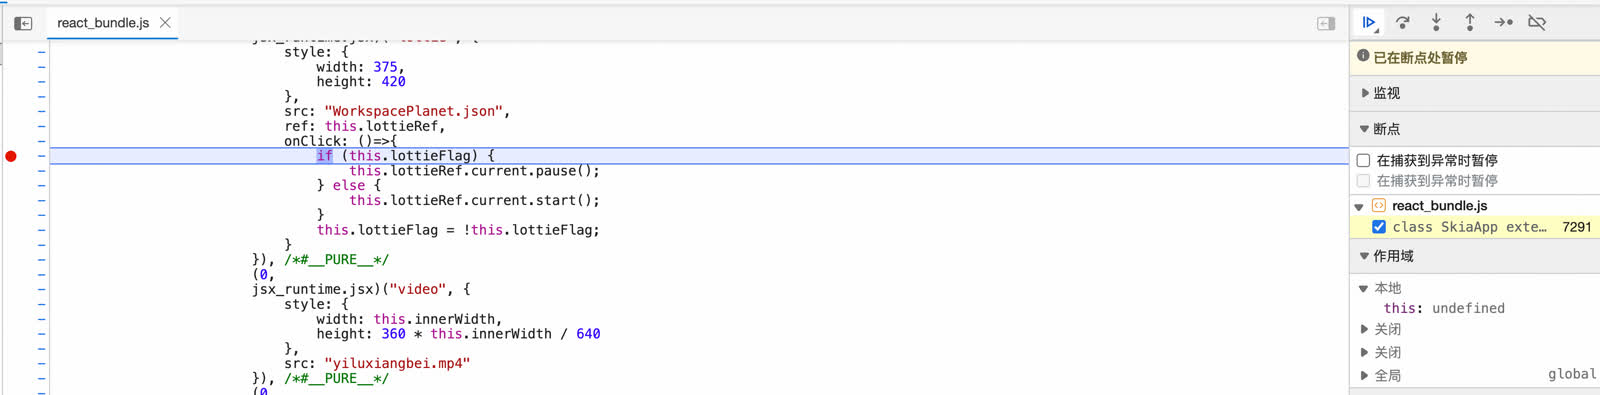 react_bundle.js
style: {
width: 375,
height: 420
},
src: "WorkspacePlanet.json",
ref: this.lottieRef,
onClick: ()=>{
if (this.lottieFlag) {
this.lottieRef.current.pause();
} else {
this.lottieRef.current.start();
}
this.lottieFlag = !this.lottieFlag;
}
}), /*#__PURE__*/
(0,
jsx_runtime.jsx)("video", {
style: {
width: this.innerWidth,
height: 360 * this.innerWidth / 640
},
src: "yiluxiangbei.mp4"
}), /*#__PURE__*/
(0,
已在断点处暂停
监视
断点
在捕获到异常时暂停
在捕获到异常时暂停
react_bundle.js
class SkiaApp exte… 7291
作用域
本地
this: undefined
关闭
关闭
全局 global